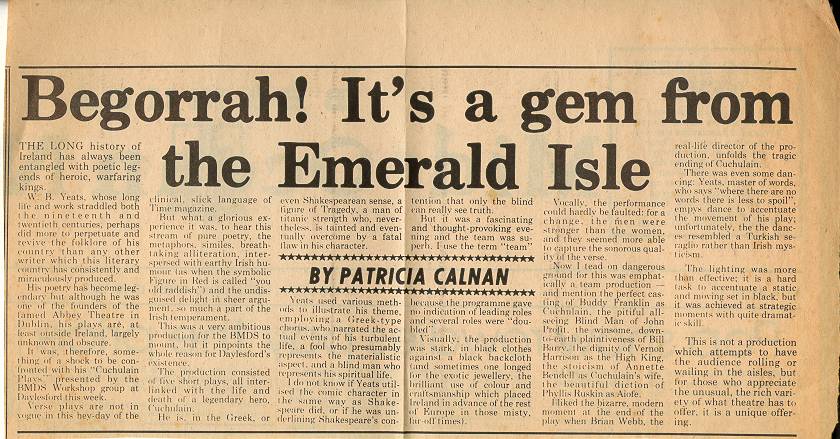 Begorrah! It's a gem from
the Emerald Isle
BY PATRICIA CALNAN
THE LONG history of
Ireland has always been
entangled with poetic leg-
ends of heroic, warfaring
kings.
W. B. Yeats, whose long
life and work straddled both
the nineteenth and
twentieth centuries, perhaps
did more to perpetuate and
revive the folklore of his
country than any other
writer which this literary
country has consistently and
miraculously produced.
His poetry has become leg-
endary but although he was
one of the founders of the
famed Abbey Theatre in
Dublin, his plays are, at
least outside Ireland, largely
unknown and obscure.
It was, therefore, some-
thing of a shock to be con-
fronted with his "Cuchulain
Plays" presented by the
BMDS Workshop group at
Daylesford this week.
Verse plays are not in
vogue in this hey-day of the
clinical, slick language of
Time magazine.
But what a glorious ex-
perience it was, to hear this
stream of pure poetry, the
metaphors, similes, breath-
taking alliteration, inter-
spersed with earthy Irish hu-
mour (as when the symbolic
Figure in Red is called "you
old raddish") and the undis-
guised delight in sheer argu-
ment, so much a part of the
Irish temperament.
This was a very ambitious
production for the BMDS to
mount, but it pinpoints the
whole reason for Daylesford's
existence.
The production consisted
of five short plays, all inter-
linked with the life and
death of a legendary hero,
Cuchulain.
He is, in the Greek, or
even Shakespearean sense, a
figure of Tragedy, a man of
titanic strength who, never-
theless, is tainted and even-
tually overcome by a fatal
flaw in his character.
Yeats used various meth-
ods to illustrate his theme,
employing a Greek-type
chorus, who narrated the ac-
tual events of his turbulent
life, a fool who presumably
represents the materialistic
aspect, and a blind man who
represents his spiritual life.
I do not know if Yeats util-
ised the comic character in
the same way as Shake-
speare did, or if he was un-
derlining Shakespeare's con-
tention that only the blind
can really see truth.
But it was a fascinating
and thought-provoking eve-
ning and the team was su-
perb. I use the term "team"
because the programme gave
no indication of leading roles
and several roles were "dou-
bled".
Visually, the production
was stark, in black clothes
against a black backcloth
(and sometimes one longed
for the exotic jewellery, the
brilliant use of colour and
craftsmanship which placed
Ireland in advance of the rest
of Europe in those misty,
far-off times).
Vocally, the performance
could hardly be faulted: for a
change, the men were
stronger than the women,
and they seemed more able
to capture the sonorous qual-
ity of the verse.
Now I tead on dangerous
ground for this was emphat-
ically a team production —
and mention the perfect cas-
ting of Buddy Franklin as
Cuchulain, the pitiful all-
seeing Blind Man of John
Profit, the winsome, down-
to-earth plaintiveness of Bill
the dignity of Vernon
Harrison as the High King,
the stoicism of Annette
Bendell as Cuchulain's wife,
the beautiful diction of
Phyllis Ruskin as Aiofe.
I liked the bizarre, modern
moment at the end of the
play when Brian Webb, the
real-life director of the pro-
duction, unfolds the tragic
ending of Cuchulain.
There was even some dan-
cing: Yeats, master of words,
who says "where there are no
words there is less to spoil",
emplys dance to accentuate
the movement of his play;
unfortunately, the the danc-
es resembled a Turkish se-
raglio rather than Irish mys-
ticism.
The lighting was more
than effective; it is a hard
task to accentuate a static
and moving set in black, but
it was achieved at strategic
moments with quite dramat-
ic skill.
This is not a production
which attempts to have
the audience rolling or
wailing in the aisles, but
for those who appreciate
the unusual, the rich vari-
ety of what theatre has to
offer, it is a unique offer-
ing.